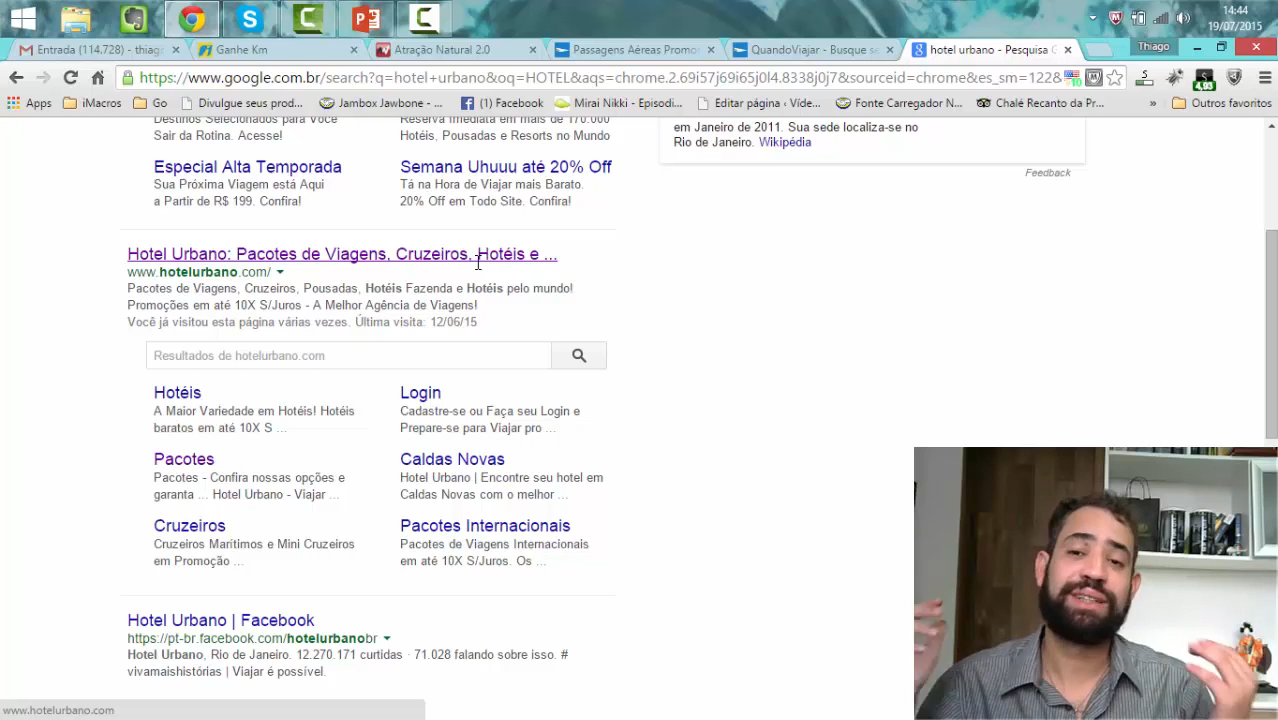 14:44
19/07/2015
Entrada (114.728) - thiag
Ganhe Km
Atração Natural 2.0
Passagens Aéreas Promo
QuandoViajar - Busque se
hotel urbano - Pesquisa G
Thiago
https://www.google.com.br/search?q=hotel+urbano&oq=HOTEL&aqs=chrome.2.69i57j69i65j0l4.8338j0j7&sourceid=chrome&es_sm=122&
Apps
iMacros
Go
Divulgue seus prod...
Jambox Jawbone - ...
(1) Facebook
Mirai Nikki - Episodi...
Editar página ‹ Víde...
Fonte Carregador N...
Chalé Recanto da Pr...
»
Outros favoritos
Destinos Selecionados para Você
Sair da Rotina. Acesse!
Reserva Imediata em mais de 170.000
Hotéis, Pousadas e Resorts no Mundo
em Janeiro de 2011. Sua sede localiza-se no
Rio de Janeiro. Wikipédia
Feedback
Especial Alta Temporada
Sua Próxima Viagem está Aqui
a Partir de R$ 199. Confira!
Semana Uhuuu até 20% Off
Tá na Hora de Viajar mais Barato.
20% Off em Todo Site. Confira!
Hotel Urbano: Pacotes de Viagens, Cruzeiros, Hotéis e ...
www.hotelurbano.com/
Pacotes de Viagens, Cruzeiros, Pousadas, Hotéis Fazenda e Hotéis pelo mundo!
Promoções em até 10X S/Juros - A Melhor Agência de Viagens!
Você já visitou esta página várias vezes. Última visita: 12/06/15
Resultados de hotelurbano.com
Hotéis
A Maior Variedade em Hotéis! Hotéis
baratos em até 10X S ...
Login
Cadastre-se ou Faça seu Login e
Prepare-se para Viajar pro ...
Pacotes
Pacotes - Confira nossas opções e
garanta ... Hotel Urbano - Viajar ...
Caldas Novas
Hotel Urbano | Encontre seu hotel em
Caldas Novas com o melhor ...
Cruzeiros
Cruzeiros Marítimos e Mini Cruzeiros
em Promoção ...
Pacotes Internacionais
Pacotes de Viagens Internacionais
em até 10X S/Juros. Os ...
Hotel Urbano | Facebook
https://pt-br.facebook.com/hotelurbanobr
Hotel Urbano, Rio de Janeiro. 12.270.171 curtidas · 71.028 falando sobre isso. #
vivamaishistórias | Viajar é possível.
www.hotelurbano.com